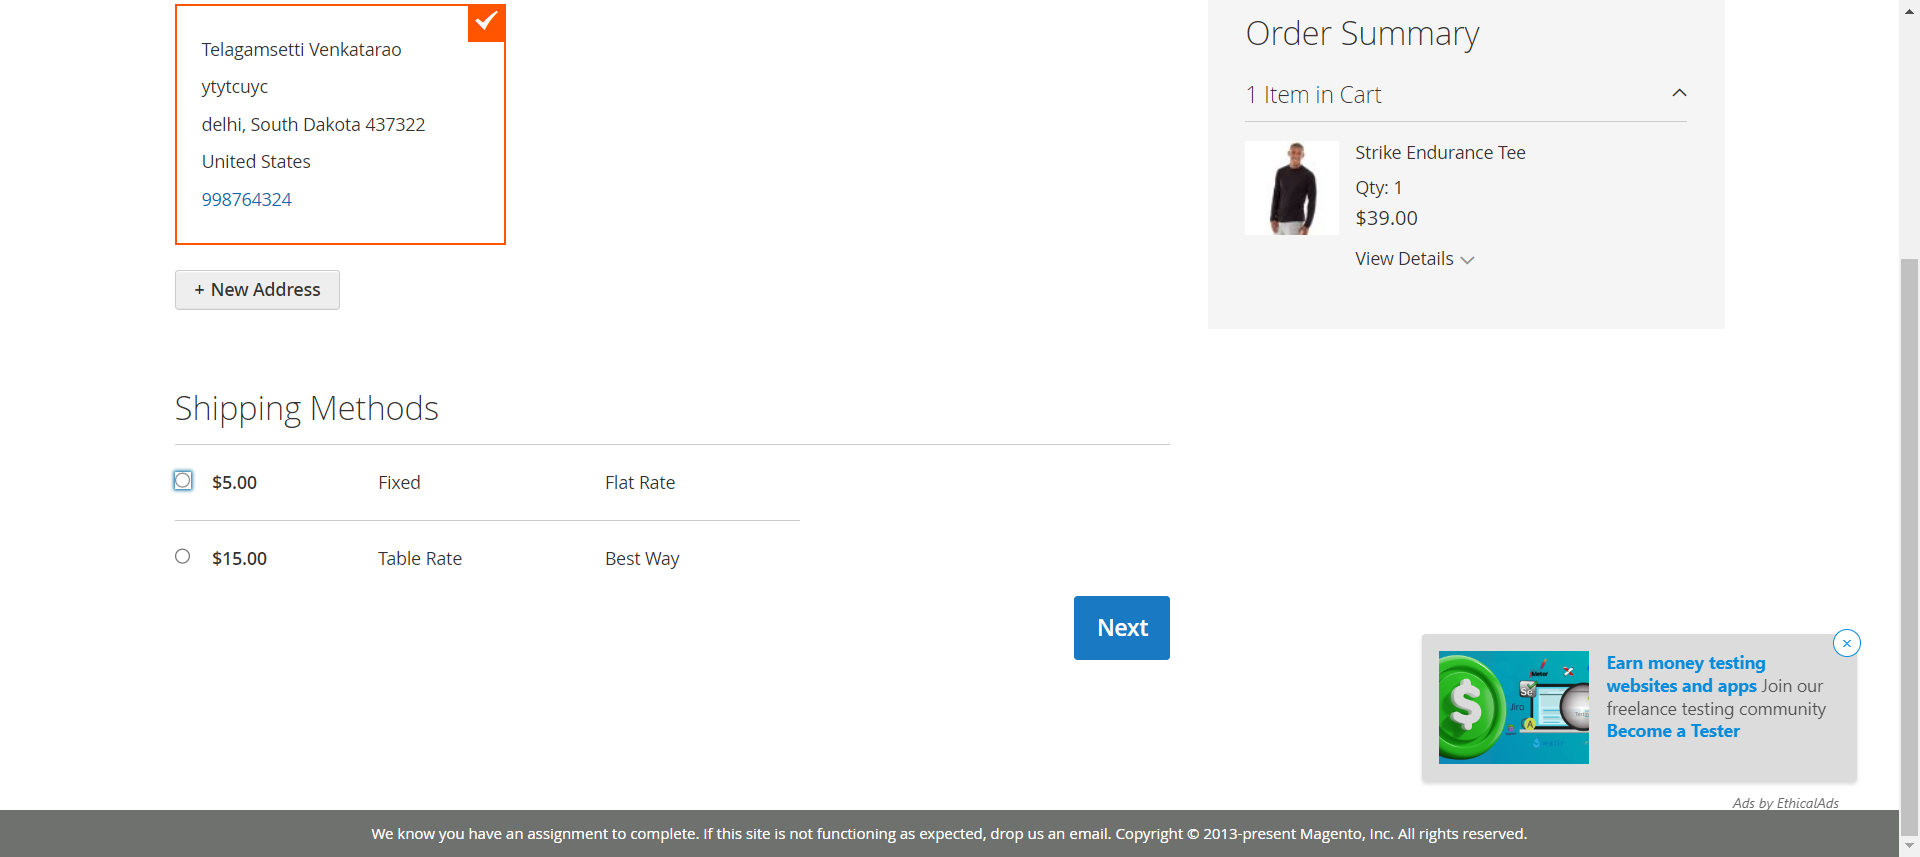 Telagamsetti Venkatarao
ytytcuyc
delhi, South Dakota 437322
United States
998764324
+ New Address
Order Summary
1 Item in Cart
Strike Endurance Tee
Qty: 1
$39.00
View Details
Shipping Methods
$5.00 Fixed Flat Rate
$15.00 Table Rate Best Way
Next
Earn money testing
websites and apps Join our
freelance testing community
Become a Tester
Ads by EthicalAds
We know you have an assignment to complete. If this site is not functioning as expected, drop us an email. Copyright © 2013-present Magento, Inc. All rights reserved.